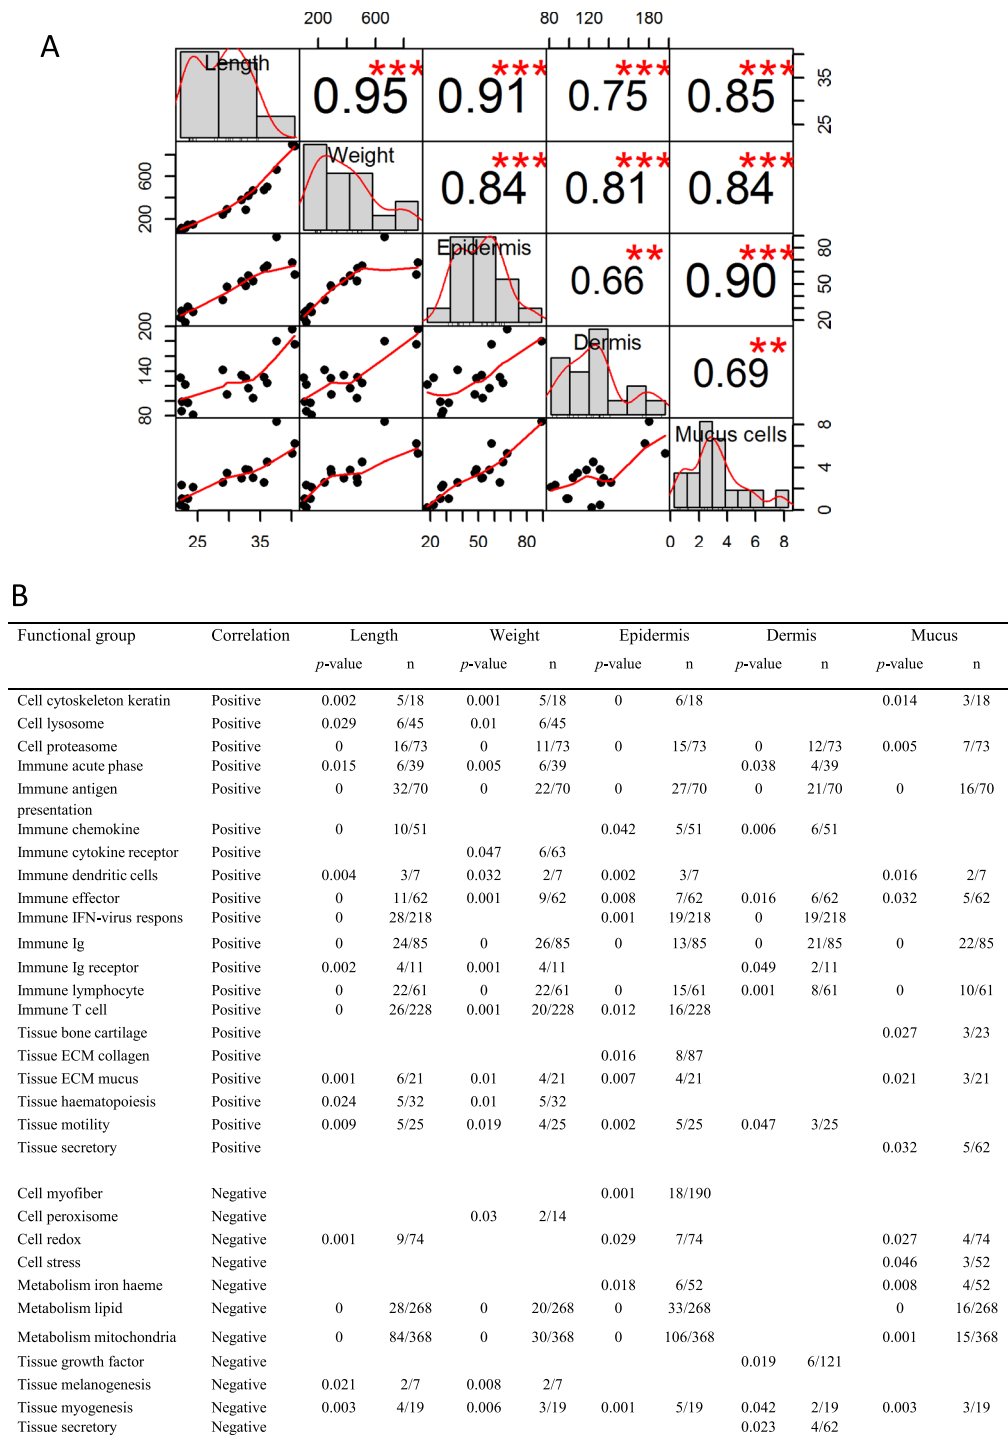 A
200 600 80 120 180
Length 0.95 *** 0.91 *** 0.75 *** 0.85 *** 35 25
600 200 Weight 0.84 *** 0.81 *** 0.84 ***
Epidermis 0.66 ** 0.90 *** 80 50 20
200 140 80 Dermis 0.69 **
Mucus cells 8 4 0
25 35 20 50 80 0 2 4 6 8
B
Functional group Correlation Length Weight Epidermis Dermis Mucus
p-value n p-value n p-value n p-value n p-value n
Cell cytoskeleton keratin Positive 0.002 5/18 0.001 5/18 0 6/18 0.014 3/18
Cell lysosome Positive 0.029 6/45 0.01 6/45
Cell proteasome Positive 0 16/73 0 11/73 0 15/73 0 12/73 0.005 7/73
Immune acute phase Positive 0.015 6/39 0.005 6/39 0.038 4/39
Immune antigen Positive 0 32/70 0 22/70 0 27/70 0 21/70 0 16/70
presentation
Immune chemokine Positive 0 10/51 0.042 5/51 0.006 6/51
Immune cytokine receptor Positive 0.047 6/63
Immune dendritic cells Positive 0.004 3/7 0.032 2/7 0.002 3/7 0.016 2/7
Immune effector Positive 0 11/62 0.001 9/62 0.008 7/62 0.016 6/62 0.032 5/62
Immune IFN-virus respons Positive 0 28/218 0.001 19/218 0 19/218
Immune Ig Positive 0 24/85 0 26/85 0 13/85 0 21/85 0 22/85
Immune Ig receptor Positive 0.002 4/11 0.001 4/11 0.049 2/11
Immune lymphocyte Positive 0 22/61 0 22/61 0 15/61 0.001 8/61 0 10/61
Immune T cell Positive 0 26/228 0.001 20/228 0.012 16/228
Tissue bone cartilage Positive 0.027 3/23
Tissue ECM collagen Positive 0.016 8/87
Tissue ECM mucus Positive 0.001 6/21 0.01 4/21 0.007 4/21 0.021 3/21
Tissue haematopoiesis Positive 0.024 5/32 0.01 5/32
Tissue motility Positive 0.009 5/25 0.019 4/25 0.002 5/25 0.047 3/25
Tissue secretory Positive 0.032 5/62
Cell myofiber Negative 0.001 18/190
Cell peroxisome Negative 0.03 2/14
Cell redox Negative 0.001 9/74 0.029 7/74 0.027 4/74
Cell stress Negative 0.046 3/52
Metabolism iron haeme Negative 0.018 6/52 0.008 4/52
Metabolism lipid Negative 0 28/268 0 20/268 0 33/268 0 16/268
Metabolism mitochondria Negative 0 84/368 0 30/368 0 106/368 0.001 15/368
Tissue growth factor Negative 0.019 6/121
Tissue melanogenesis Negative 0.021 2/7 0.008 2/7
Tissue myogenesis Negative 0.003 4/19 0.006 3/19 0.001 5/19 0.042 2/19 0.003 3/19
Tissue secretory Negative 0.023 4/62